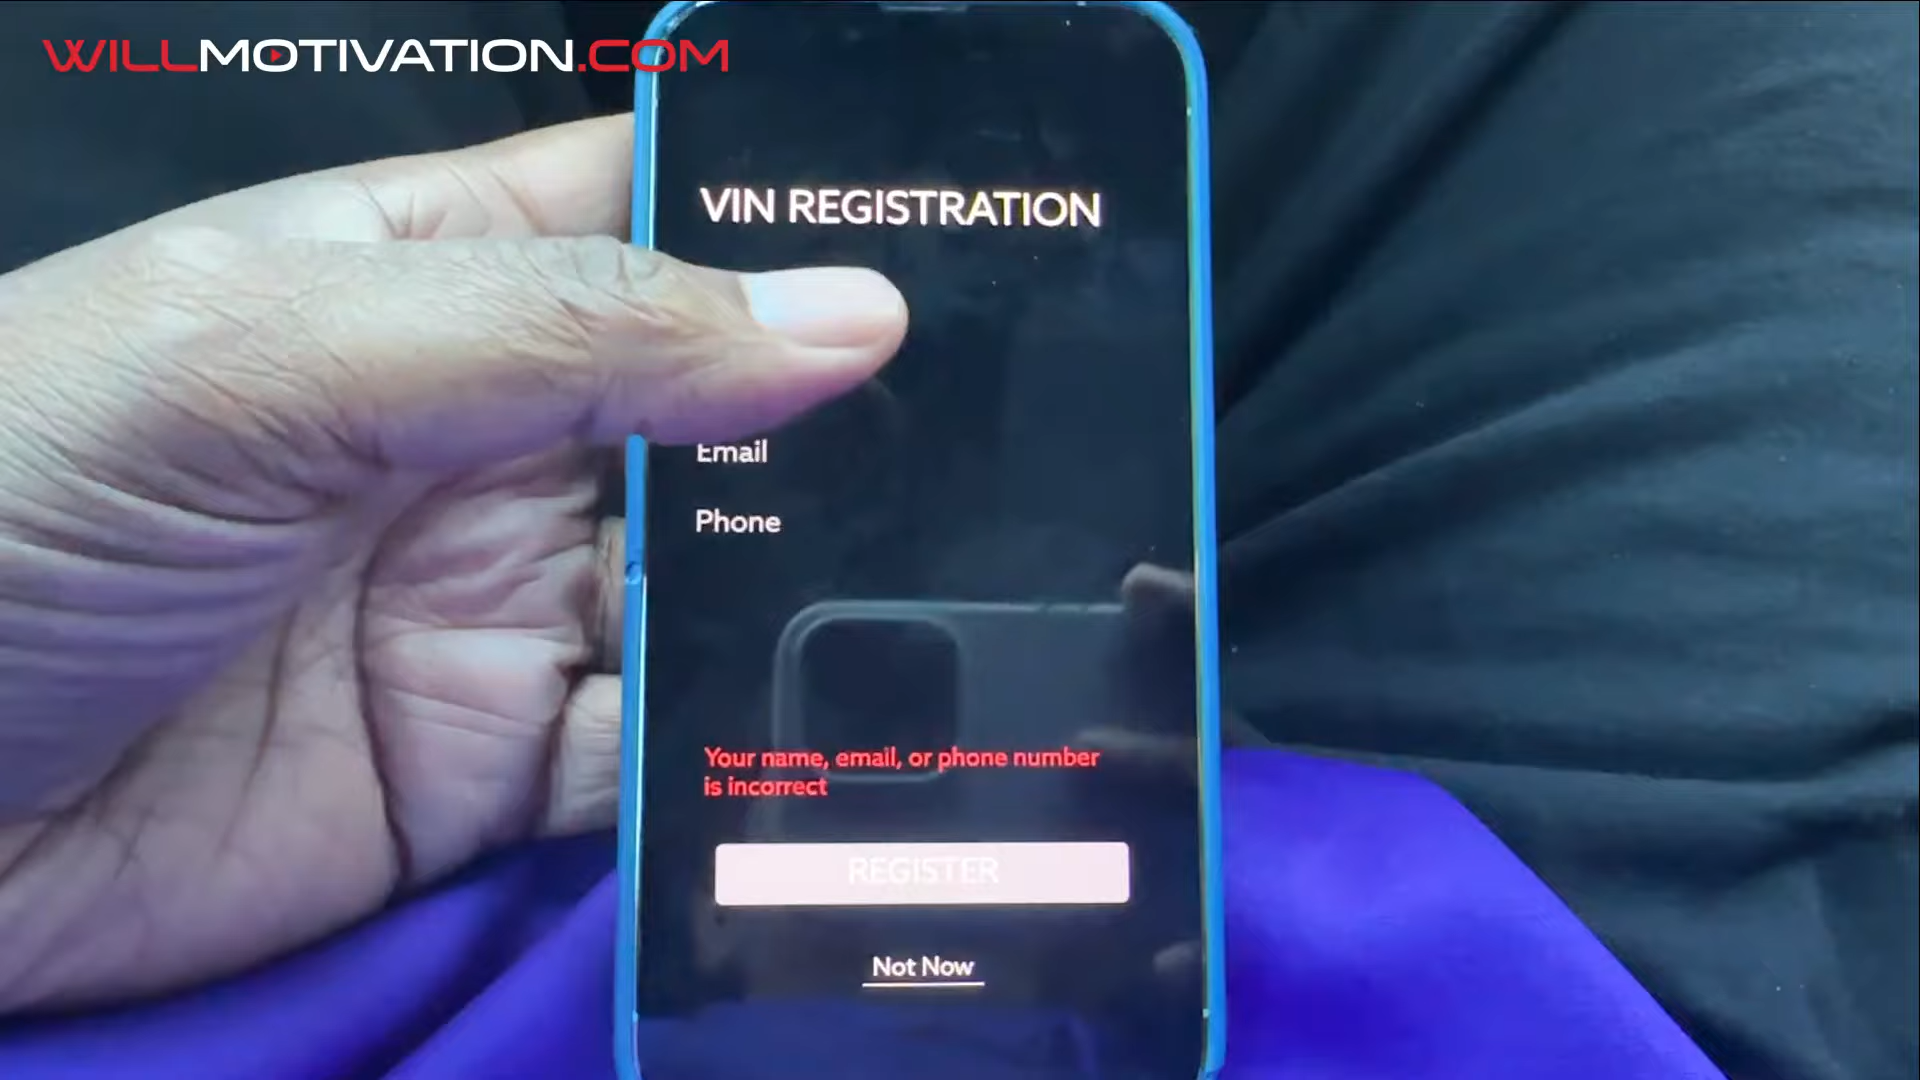 WILLMOTIVATION.COM
VIN REGISTRATION
Email
Phone
Your name, email, or phone number
is incorrect
REGISTER
Not Now